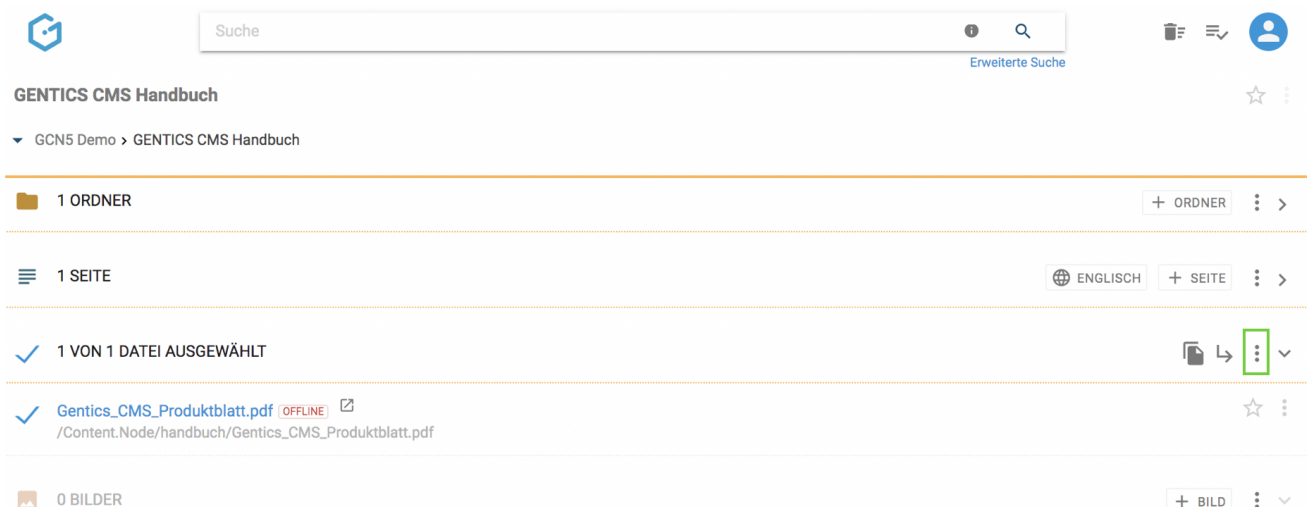 Suche
Erweiterte Suche
GENTICS CMS Handbuch
GCN5 Demo › GENTICS CMS Handbuch
1 ORDNER + ORDNER
1 SEITE ENGLISCH + SEITE
1 VON 1 DATEI AUSGEWÄHLT
Gentics_CMS_Produktblatt.pdf OFFLINE
/Content.Node/handbuch/Gentics_CMS_Produktblatt.pdf
0 BILDER + BILD